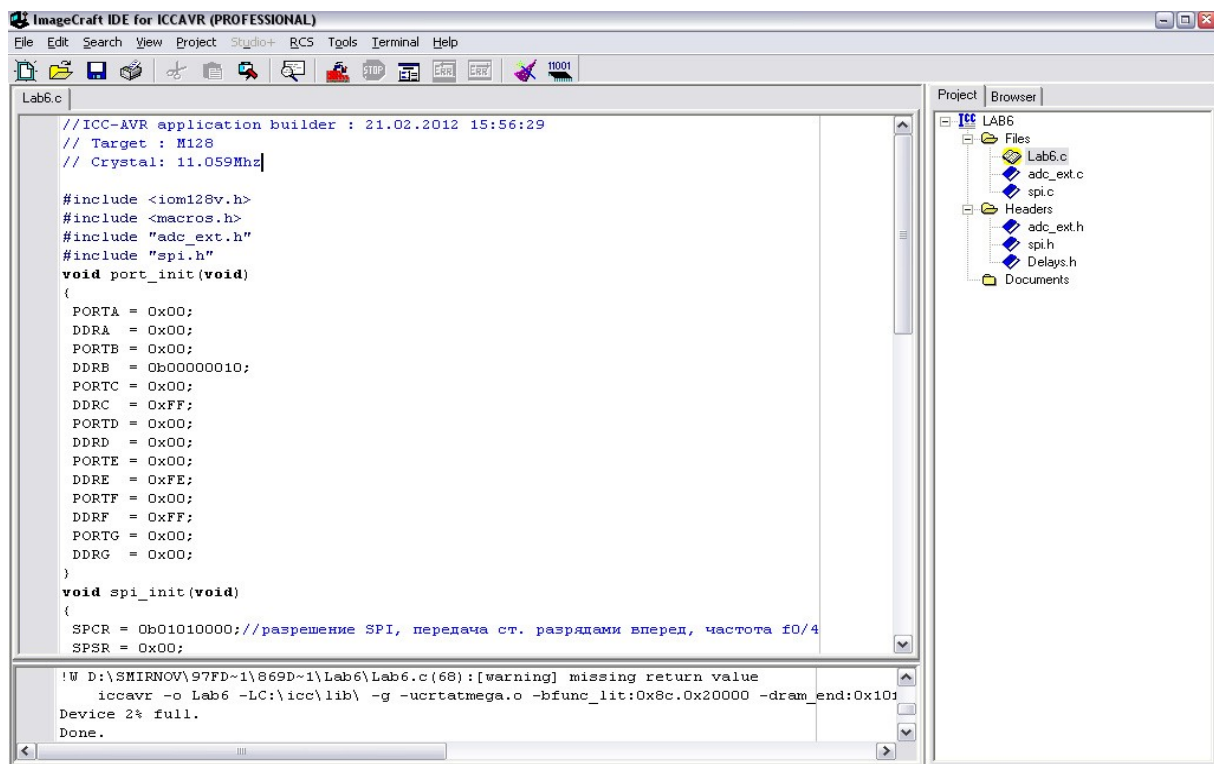 ImageCraft IDE for ICCAVR (PROFESSIONAL)
File Edit Search View Project Studio+ RCS Tools Terminal Help
STOP ERR ERR 11001
Lab6.c
//ICC-AVR application builder : 21.02.2012 15:56:29
// Target : M128
// Crystal: 11.059Mhz
#include <iom128v.h>
#include <macros.h>
#include "adc_ext.h"
#include "spi.h"
void port_init(void)
{
PORTA = 0x00;
DDRA  = 0x00;
PORTB = 0x00;
DDRB  = 0b00000010;
PORTC = 0x00;
DDRC  = 0xFF;
PORTD = 0x00;
DDRD  = 0x00;
PORTE = 0x00;
DDRE  = 0xFE;
PORTF = 0x00;
DDRF  = 0xFF;
PORTG = 0x00;
DDRG  = 0x00;
}
void spi_init(void)
{
SPCR = 0b01010000;//разрешение SPI, передача ст. разрядами вперед, частота f0/4
SPSR = 0x00;
!W D:\SMIRNOV\97FD~1\869D~1\Lab6\Lab6.c(68):[warning] missing return value
iccavr -o Lab6 -LC:\icc\lib\ -g -ucrtatmega.o -bfunc_lit:0x8c.0x20000 -dram_end:0x101
Device 2% full.
Done.
Project Browser
ICC LAB6
Files
Lab6.c
adc_ext.c
spi.c
Headers
adc_ext.h
spi.h
Delays.h
Documents